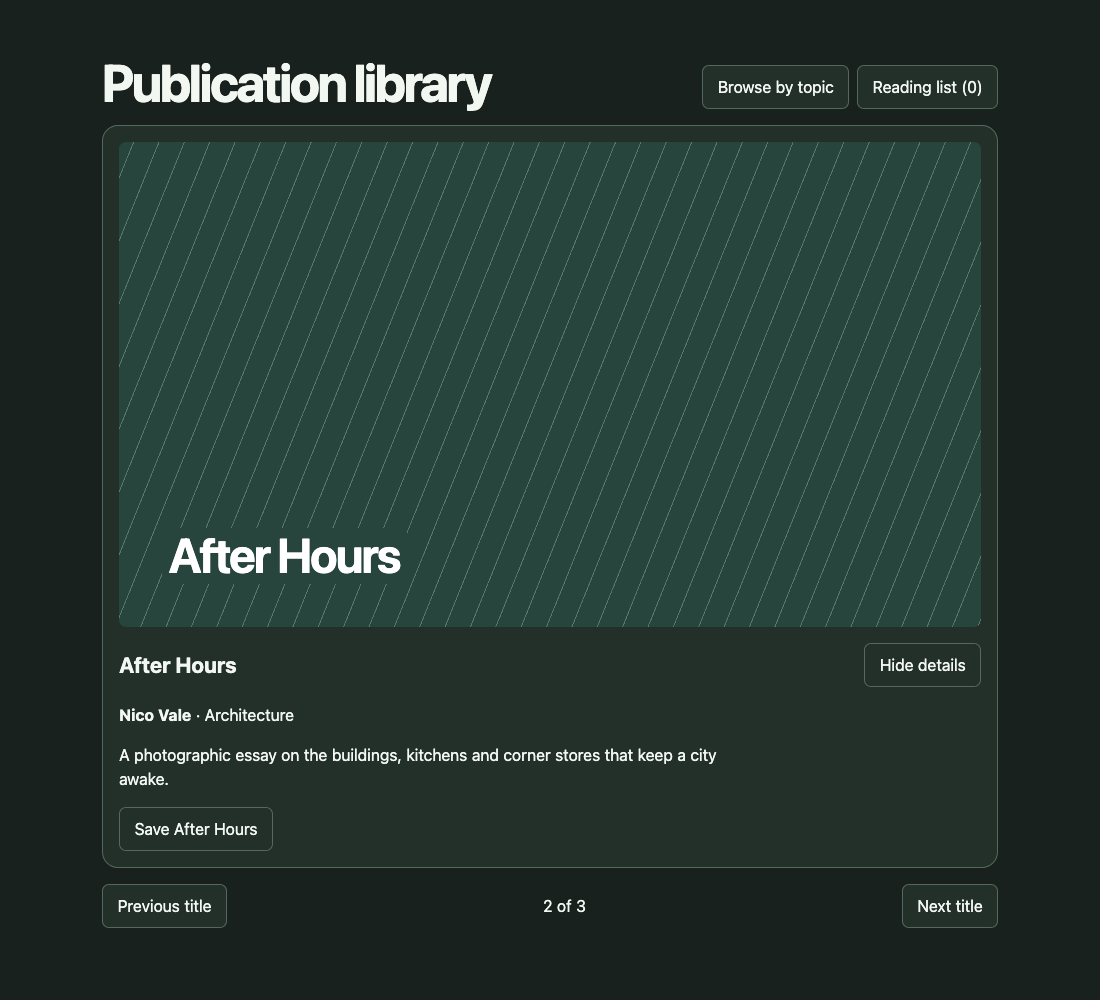 Publication library
Browse by topic
Reading list (0)
After Hours
After Hours
Hide details
Nico Vale · Architecture
A photographic essay on the buildings, kitchens and corner stores that keep a city
awake.
Save After Hours
Previous title
2 of 3
Next title